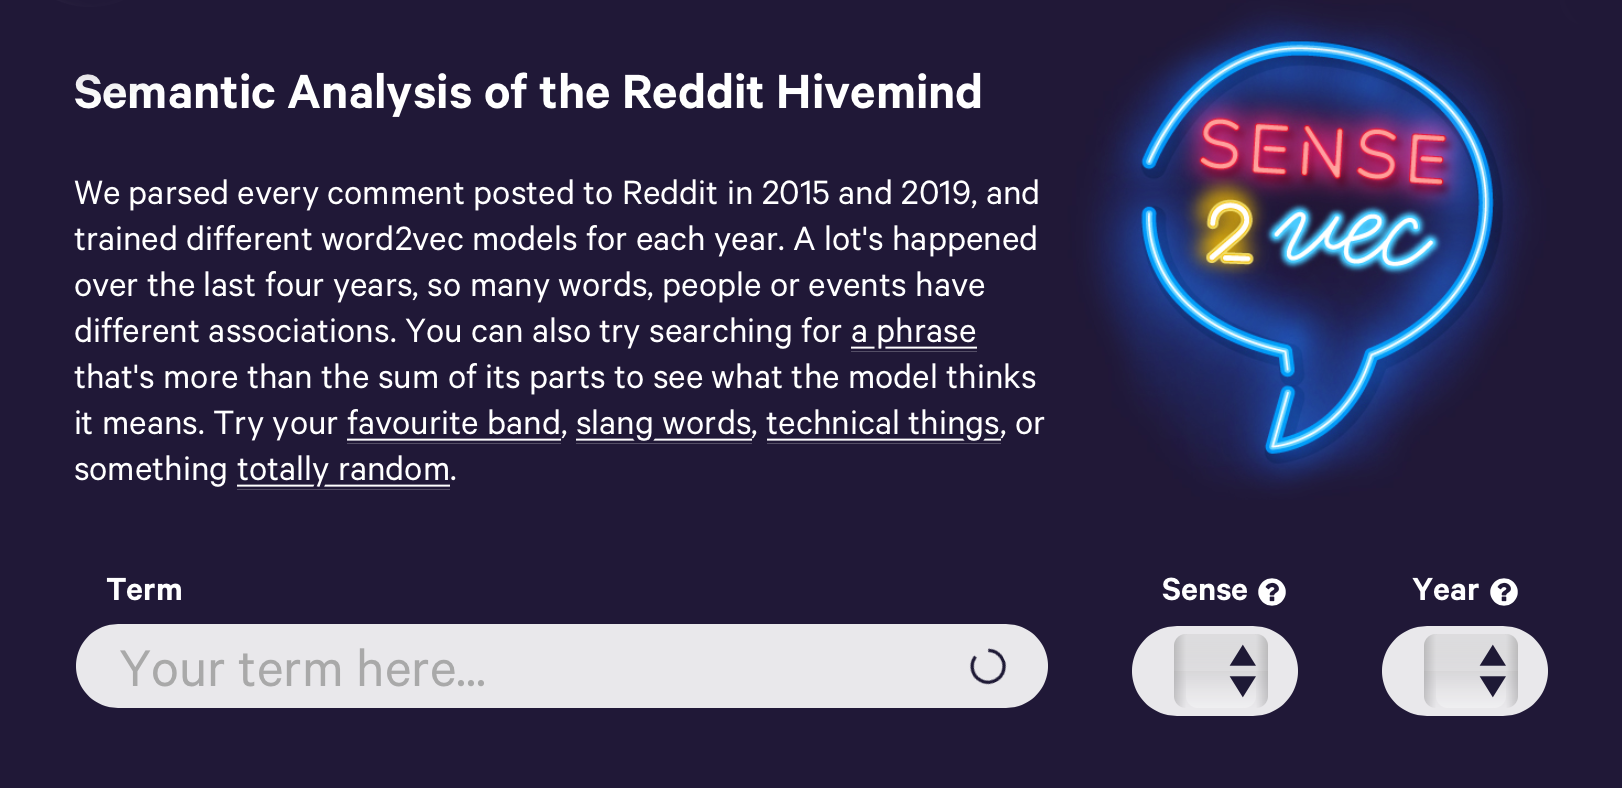 Semantic Analysis of the Reddit Hivemind
We parsed every comment posted to Reddit in 2015 and 2019, and
trained different word2vec models for each year. A lot's happened
over the last four years, so many words, people or events have
different associations. You can also try searching for a phrase
that's more than the sum of its parts to see what the model thinks
it means. Try your favourite band, slang words, technical things, or
something totally random.
SENSE
2 vec
Term
Sense ?
Year ?
Your term here...